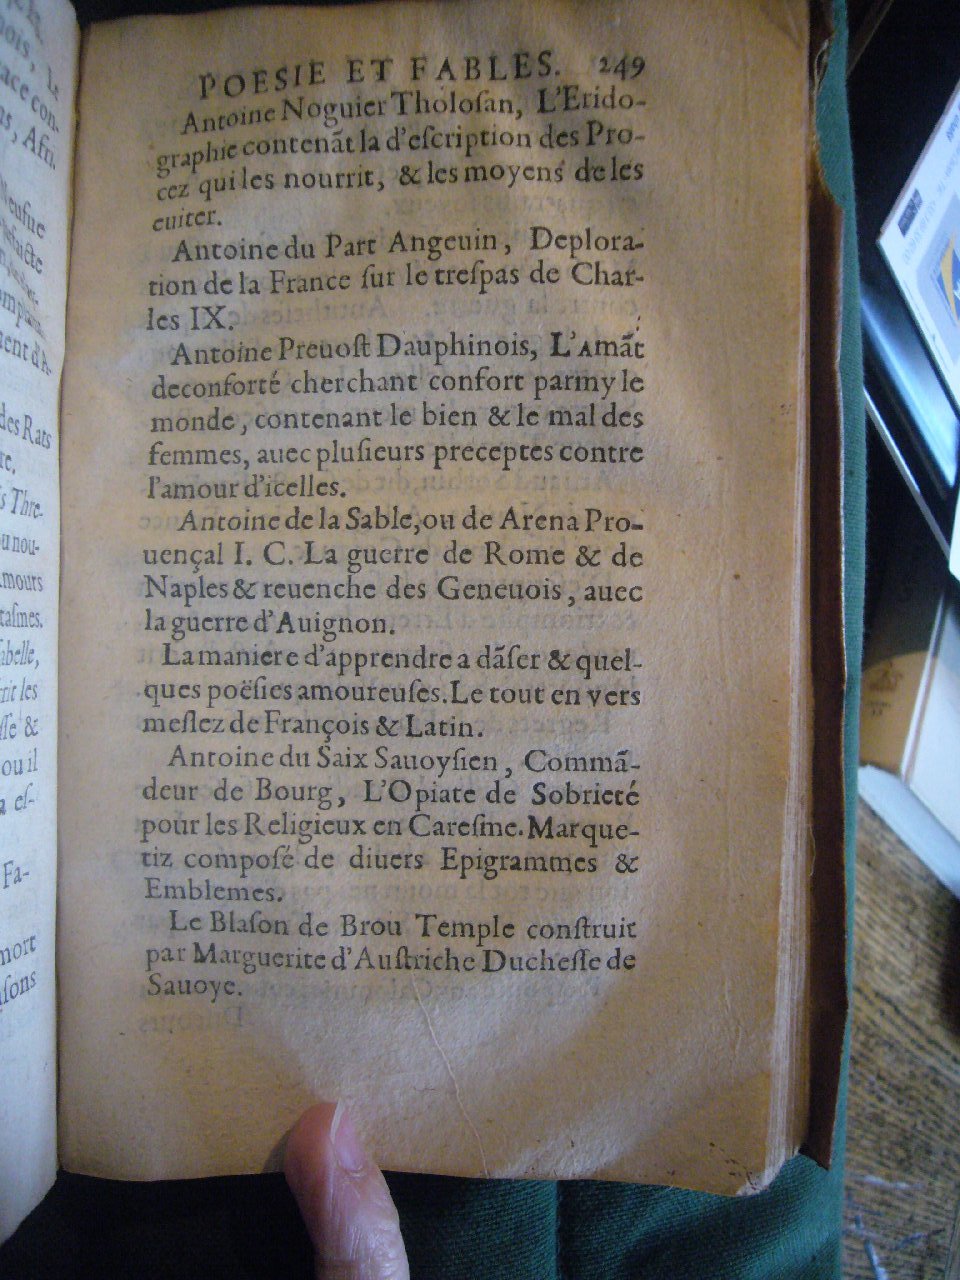 POESIE ET FABLES. 249
Antoine Noguier Tholoſan, L'Erido-
graphie contenãt la d'eſcription des Pro-
cez qui les nourrit, & les moyens de les
euiter.
Antoine du Part Angeuin, Deplora-
tion de la France ſur le treſpas de Char-
les IX.
Antoine Preuoſt Dauphinois, L'Amãt
deconforté cherchant confort parmy le
monde, contenant le bien & le mal des
femmes, auec pluſieurs preceptes contre
l'amour d'icelles.
Antoine de la Sable, ou de Arena Pro-
uençal I. C. La guerre de Rome & de
Naples & reuenche des Geneuois, auec
la guerre d'Auignon.
La maniere d'apprendre a dãſer & quel-
ques poëſies amoureuſes. Le tout en vers
meſlez de François & Latin.
Antoine du Saix Sauoyſien, Commã-
deur de Bourg, L'Opiate de Sobrieté
pour les Religieux en Careſme. Marque-
tiz compoſé de diuers Epigrammes &
Emblemes.
Le Blaſon de Brou Temple conſtruit
par Marguerite d'Auſtriche Ducheſſe de
Sauoye.